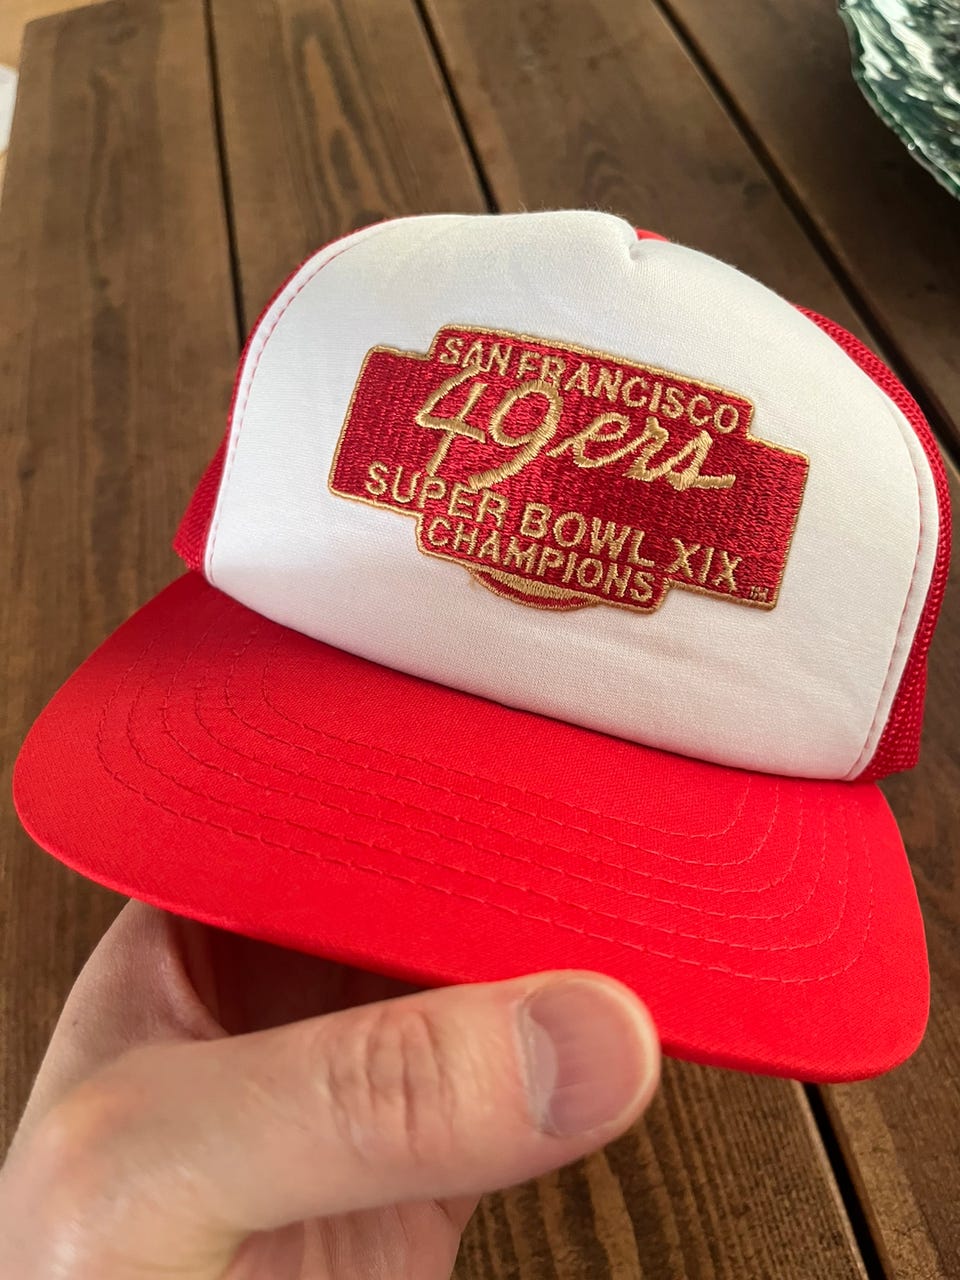 SAN FRANCISCO
49ers
SUPER BOWL XIX
CHAMPIONS
TM